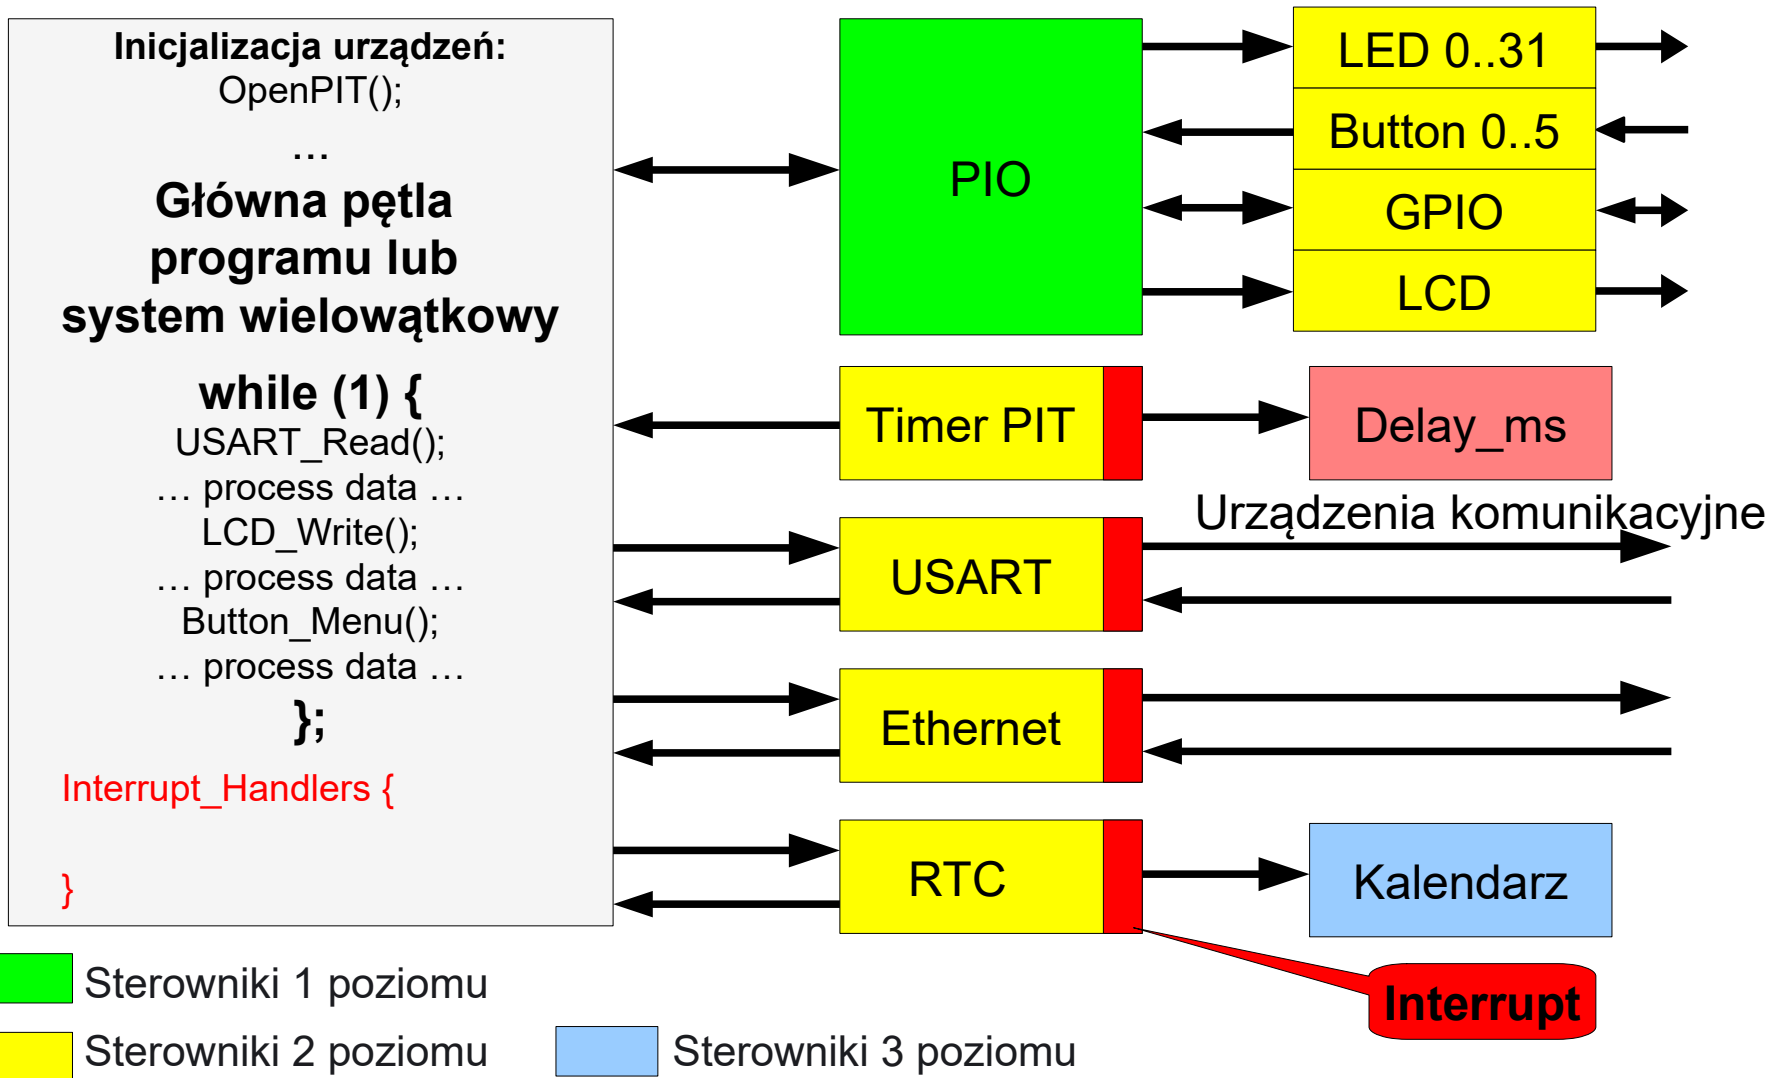 Inicjalizacja urządzeń:
OpenPIT();
...
Główna pętla
programu lub
system wielowątkowy
while (1) {
USART_Read();
… process data …
LCD_Write();
… process data …
Button_Menu();
… process data …
};
Interrupt_Handlers {
}
PIO
LED 0..31
Button 0..5
GPIO
LCD
Timer PIT
Delay_ms
Urządzenia komunikacyjne
USART
Ethernet
RTC
Kalendarz
Interrupt
Sterowniki 1 poziomu
Sterowniki 2 poziomu
Sterowniki 3 poziomu